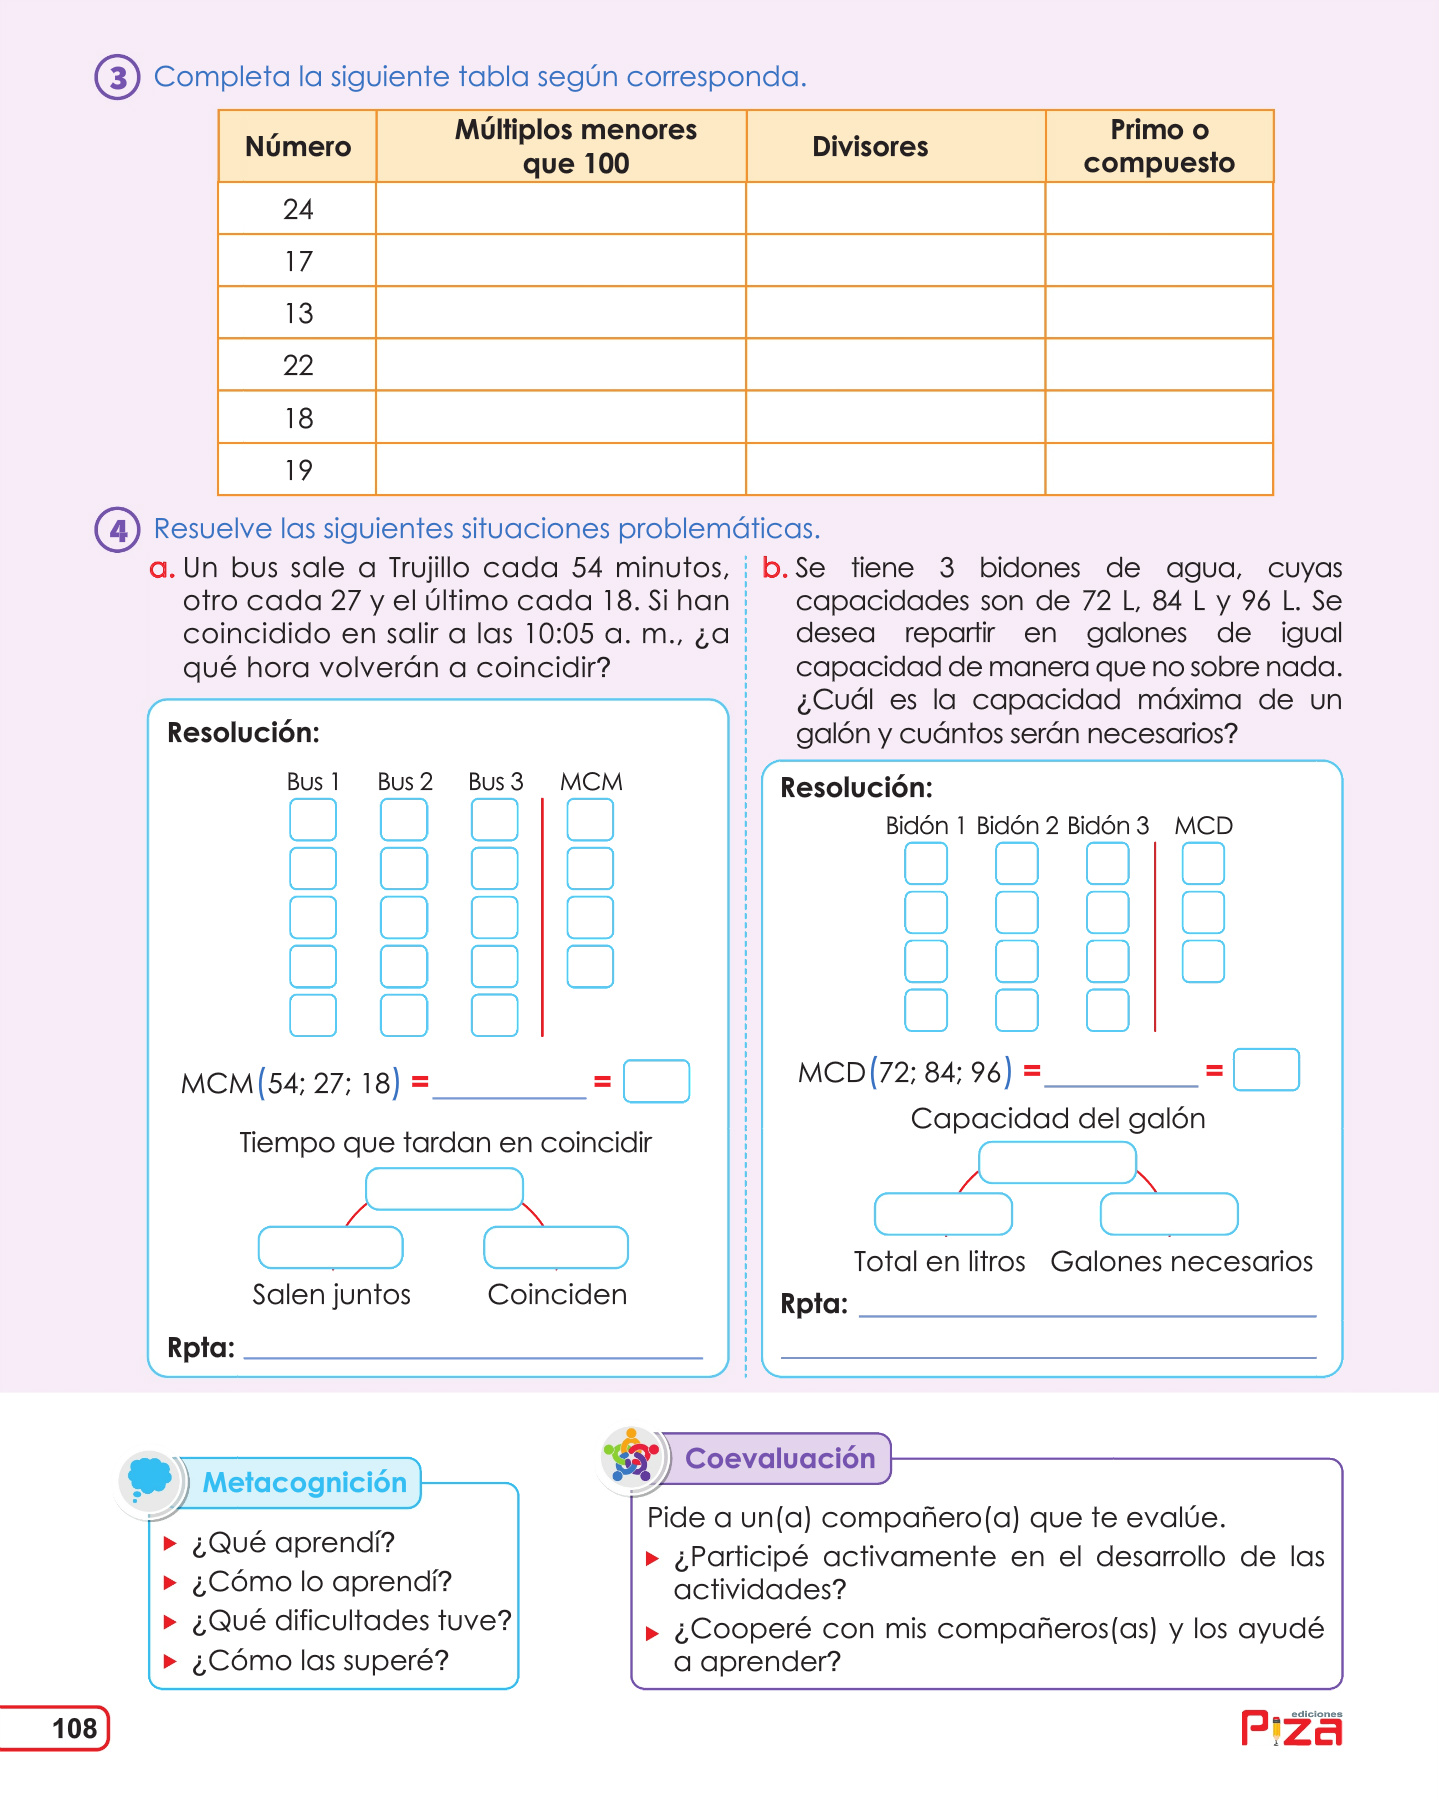 3 Completa la siguiente tabla según corresponda.
Número
Múltiplos menores
que 100
Divisores
Primo o
compuesto
24
17
13
22
18
19
4 Resuelve las siguientes situaciones problemáticas.
a. Un bus sale a Trujillo cada 54 minutos,
otro cada 27 y el último cada 18. Si han
coincidido en salir a las 10:05 a. m., ¿a
qué hora volverán a coincidir?
Resolución:
Bus 1 Bus 2 Bus 3 MCM
MCM(54; 27; 18) = ____________ =
Tiempo que tardan en coincidir
Salen juntos Coinciden
Rpta:
b. Se tiene 3 bidones de agua, cuyas
capacidades son de 72 L, 84 L y 96 L. Se
desea repartir en galones de igual
capacidad de manera que no sobre nada.
¿Cuál es la capacidad máxima de un
galón y cuántos serán necesarios?
Resolución:
Bidón 1 Bidón 2 Bidón 3 MCD
MCD(72; 84; 96) = ____________ =
Capacidad del galón
Total en litros Galones necesarios
Rpta:
Metacognición
¿Qué aprendí?
¿Cómo lo aprendí?
¿Qué dificultades tuve?
¿Cómo las superé?
Coevaluación
Pide a un(a) compañero(a) que te evalúe.
¿Participé activamente en el desarrollo de las
actividades?
¿Cooperé con mis compañeros(as) y los ayudé
a aprender?
108
ediciones
Piza